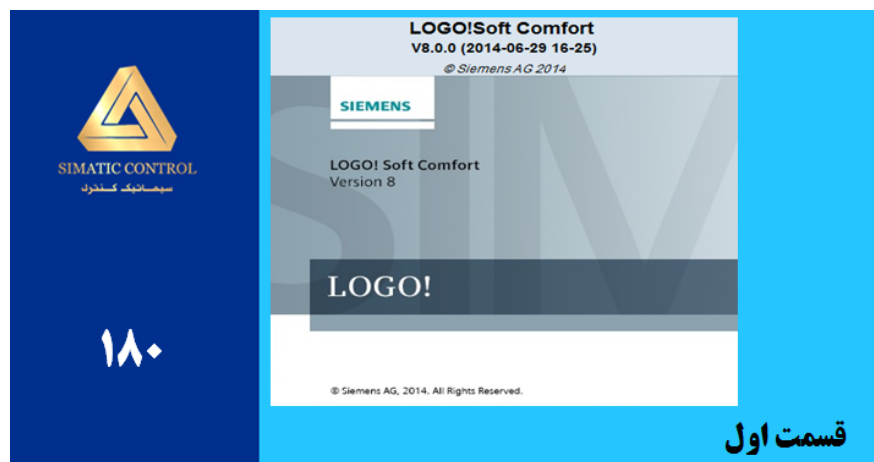 LOGO!Soft Comfort
V8.0.0 (2014-06-29 16-25)
© Siemens AG 2014
SIEMENS
LOGO! Soft Comfort
Version 8
SIM
LOGO!
© Siemens AG, 2014. All Rights Reserved.
SIMATIC CONTROL
سیماتیک کنترل
۱۸۰
قسمت اول